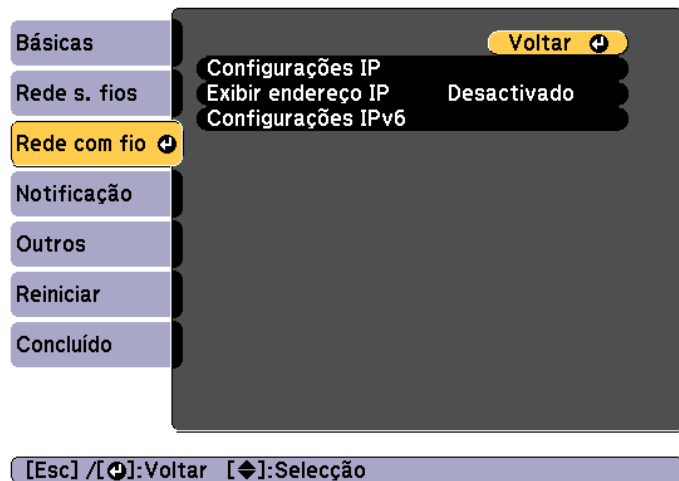 Básicas
Rede s. fios
Rede com fio
Notificação
Outros
Reiniciar
Concluído
Voltar
Configurações IP
Exibir endereço IP Desactivado
Configurações IPv6
[Esc] /[]:Voltar []:Selecção